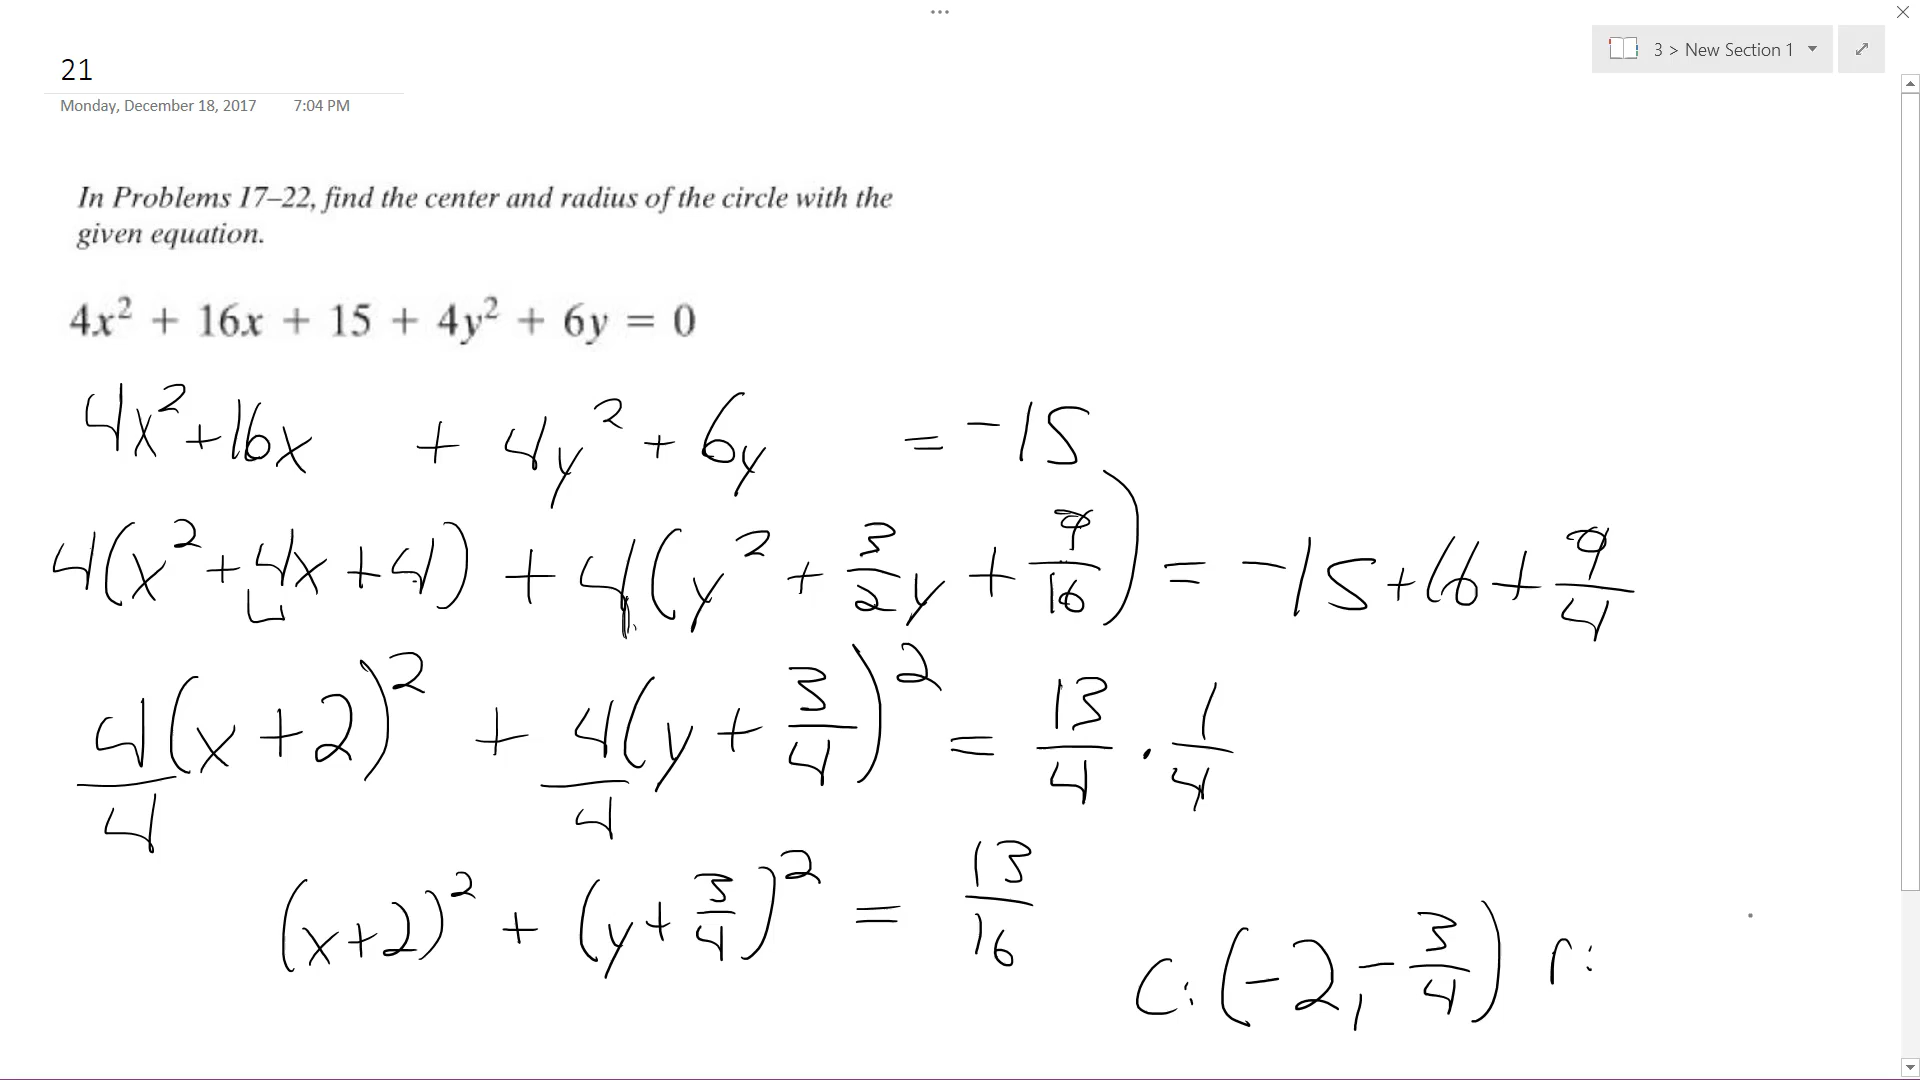 ...
3 > New Section 1
21
Monday, December 18, 2017 7:04 PM
In Problems 17–22, find the center and radius of the circle with the
given equation.
4x² + 16x + 15 + 4y² + 6y = 0
4x² + 16x + 4y² + 6y = -15
4(x² + 4x + 4) + 4(y² + 3/2 y + 9/16) = -15 + 16 + 9/4
4(x + 2)²/4 + 4(y + 3/4)²/4 = 13/4 · 1/4
(x + 2)² + (y + 3/4)² = 13/16
C: (-2, -3/4) r: